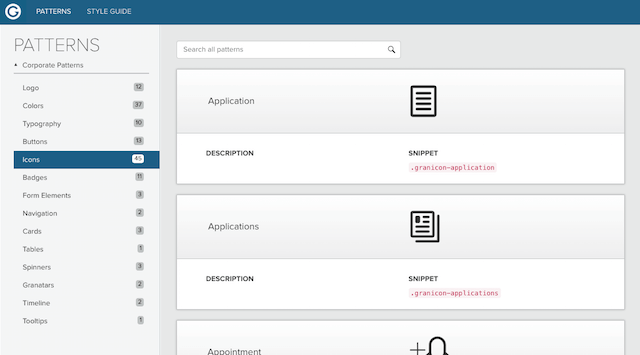 PATTERNS
STYLE GUIDE
PATTERNS
Corporate Patterns
Logo 12
Colors 37
Typography 10
Buttons 13
Icons 45
Badges 11
Form Elements 3
Navigation 2
Cards 3
Tables 1
Spinners 3
Granatars 2
Timeline 2
Tooltips 1
Search all patterns
Application
DESCRIPTION
SNIPPET
.granicon-application
Applications
DESCRIPTION
SNIPPET
.granicon-applications
Appointment